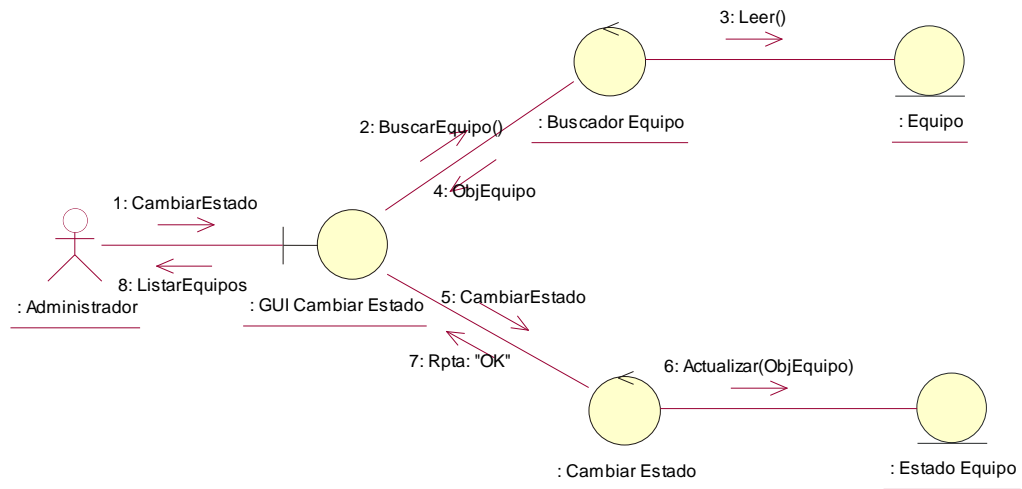 3: Leer()
2: BuscarEquipo()
: Buscador Equipo
: Equipo
4: ObjEquipo
1: CambiarEstado
8: ListarEquipos
: Administrador
: GUI Cambiar Estado
5: CambiarEstado
7: Rpta: "OK"
6: Actualizar(ObjEquipo)
: Cambiar Estado
: Estado Equipo